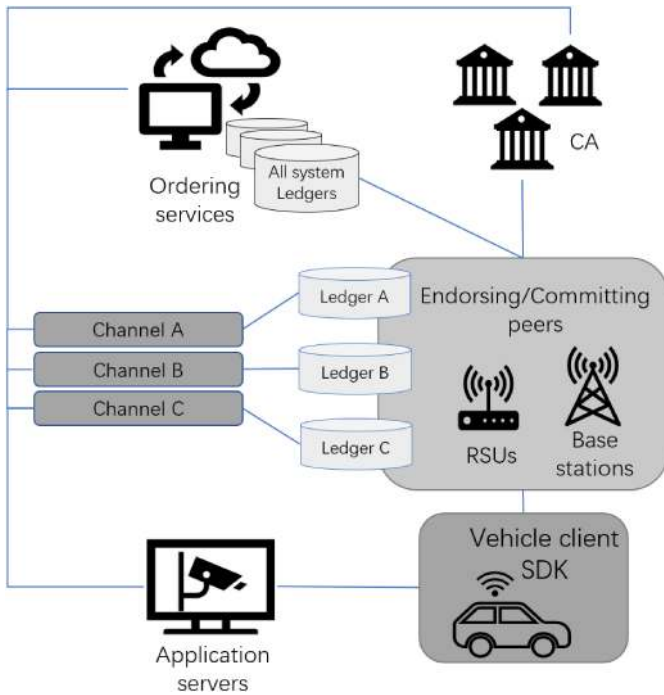 Ordering
services
All system
Ledgers
CA
Channel A
Channel B
Channel C
Ledger A
Ledger B
Ledger C
Endorsing/Committing
peers
RSUs
Base
stations
Application
servers
Vehicle client
SDK